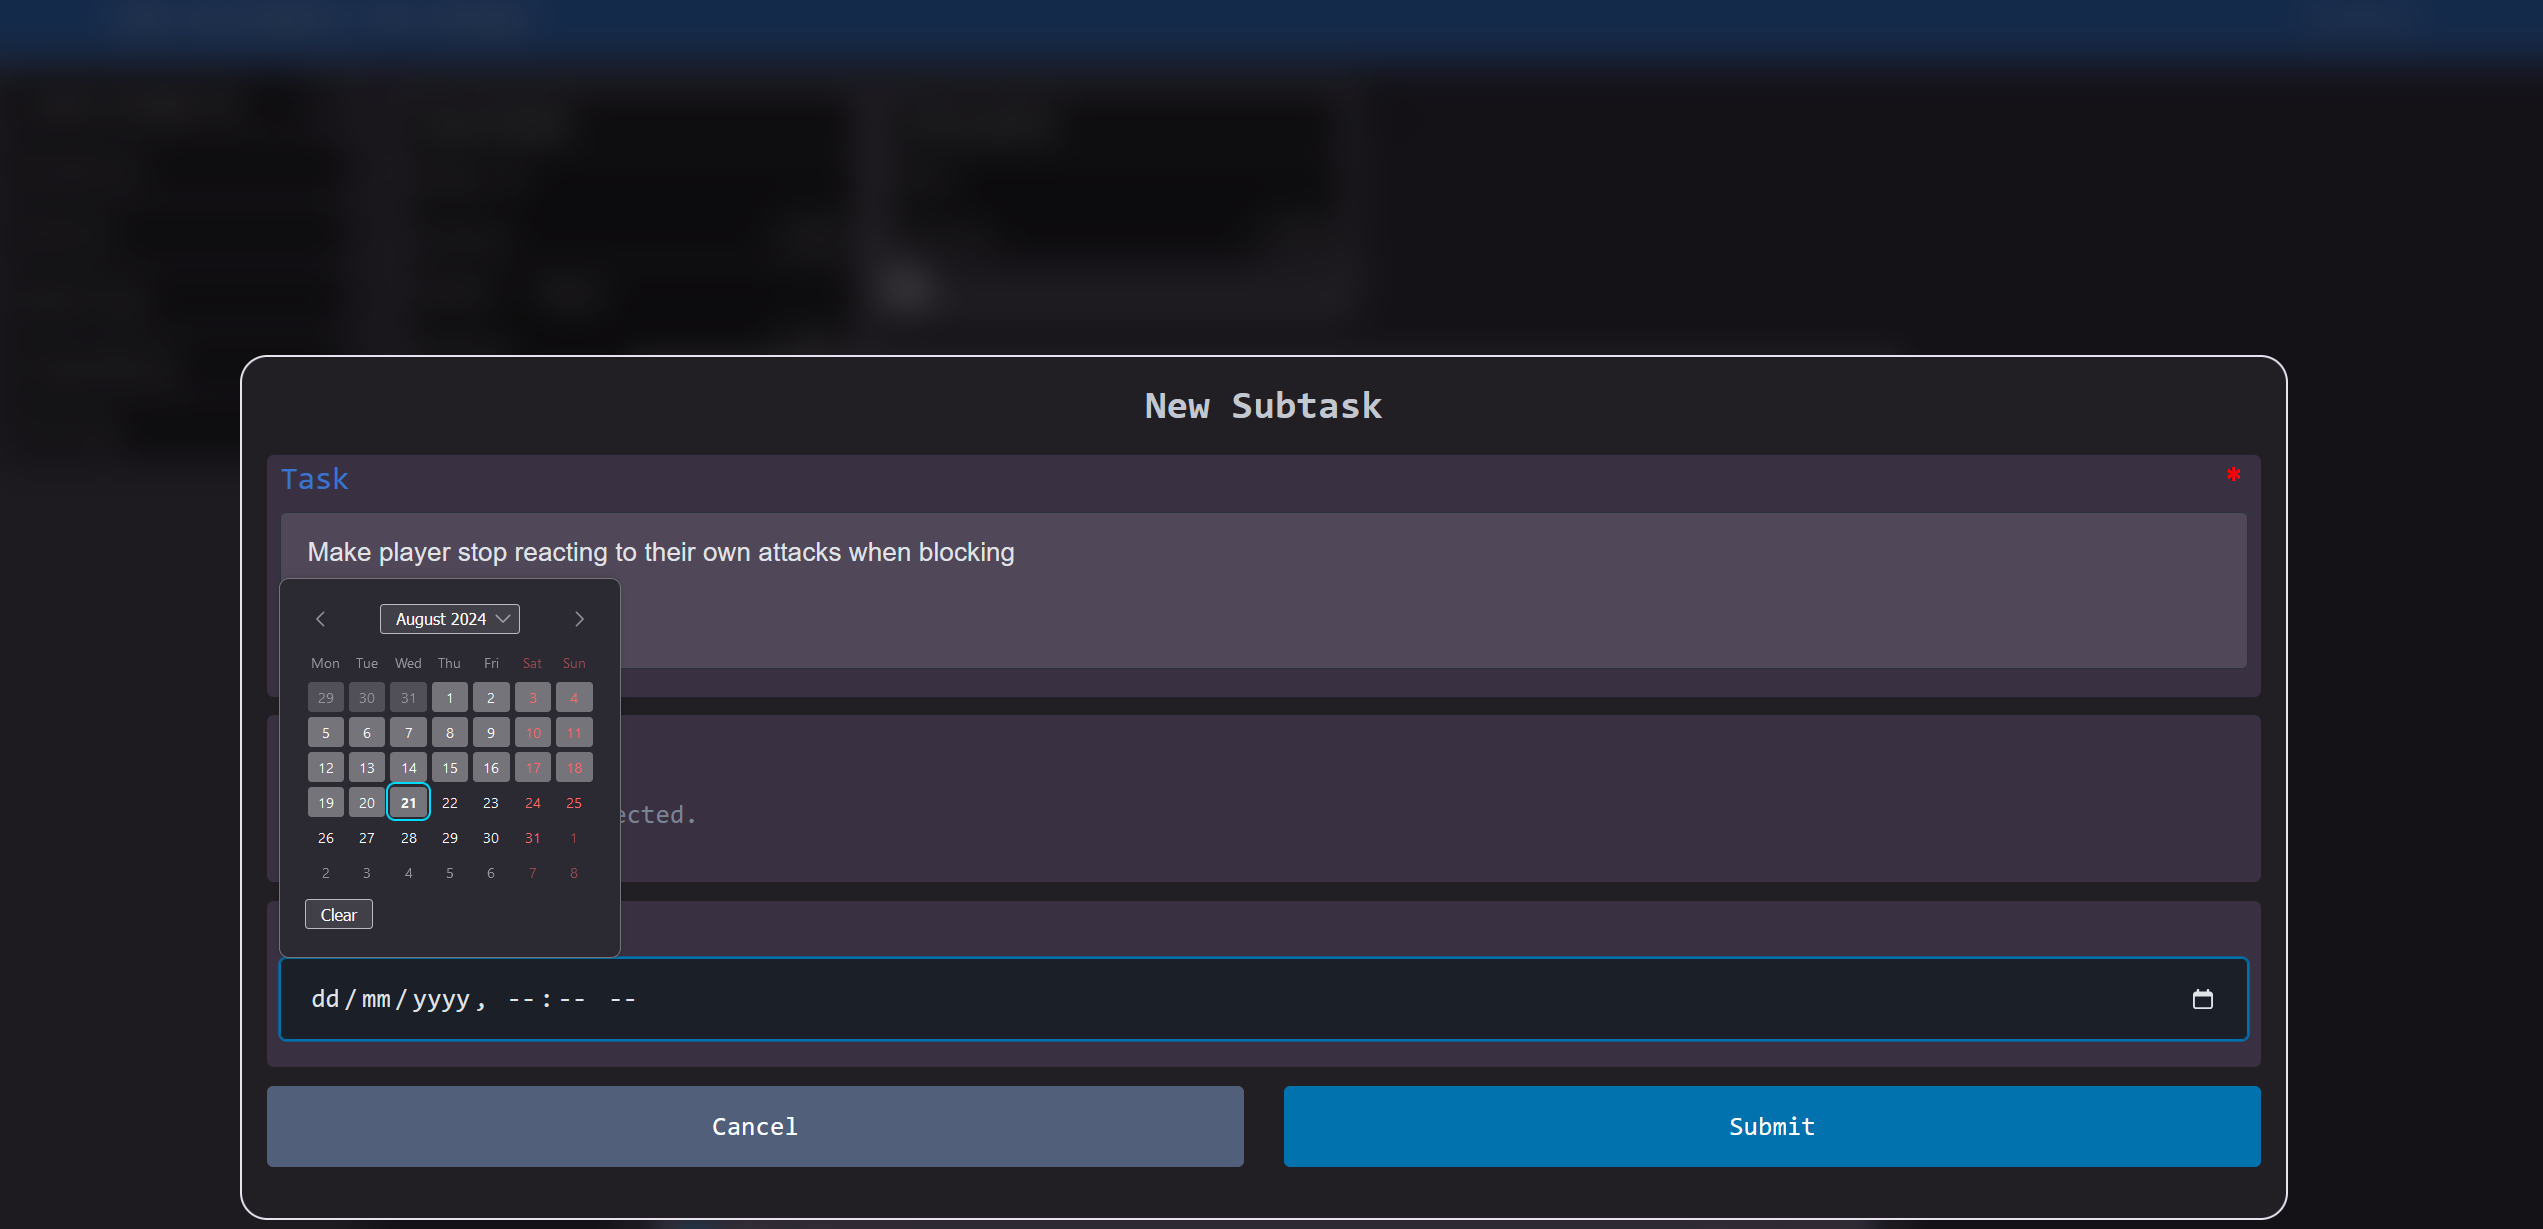 New Subtask
Task *
Make player stop reacting to their own attacks when blocking
August 2024
Mon Tue Wed Thu Fri Sat Sun
29 30 31 1 2 3 4
5 6 7 8 9 10 11
12 13 14 15 16 17 18
19 20 21 22 23 24 25
26 27 28 29 30 31 1
2 3 4 5 6 7 8
Clear
ected.
dd/mm/yyyy, --:-- --
Cancel Submit